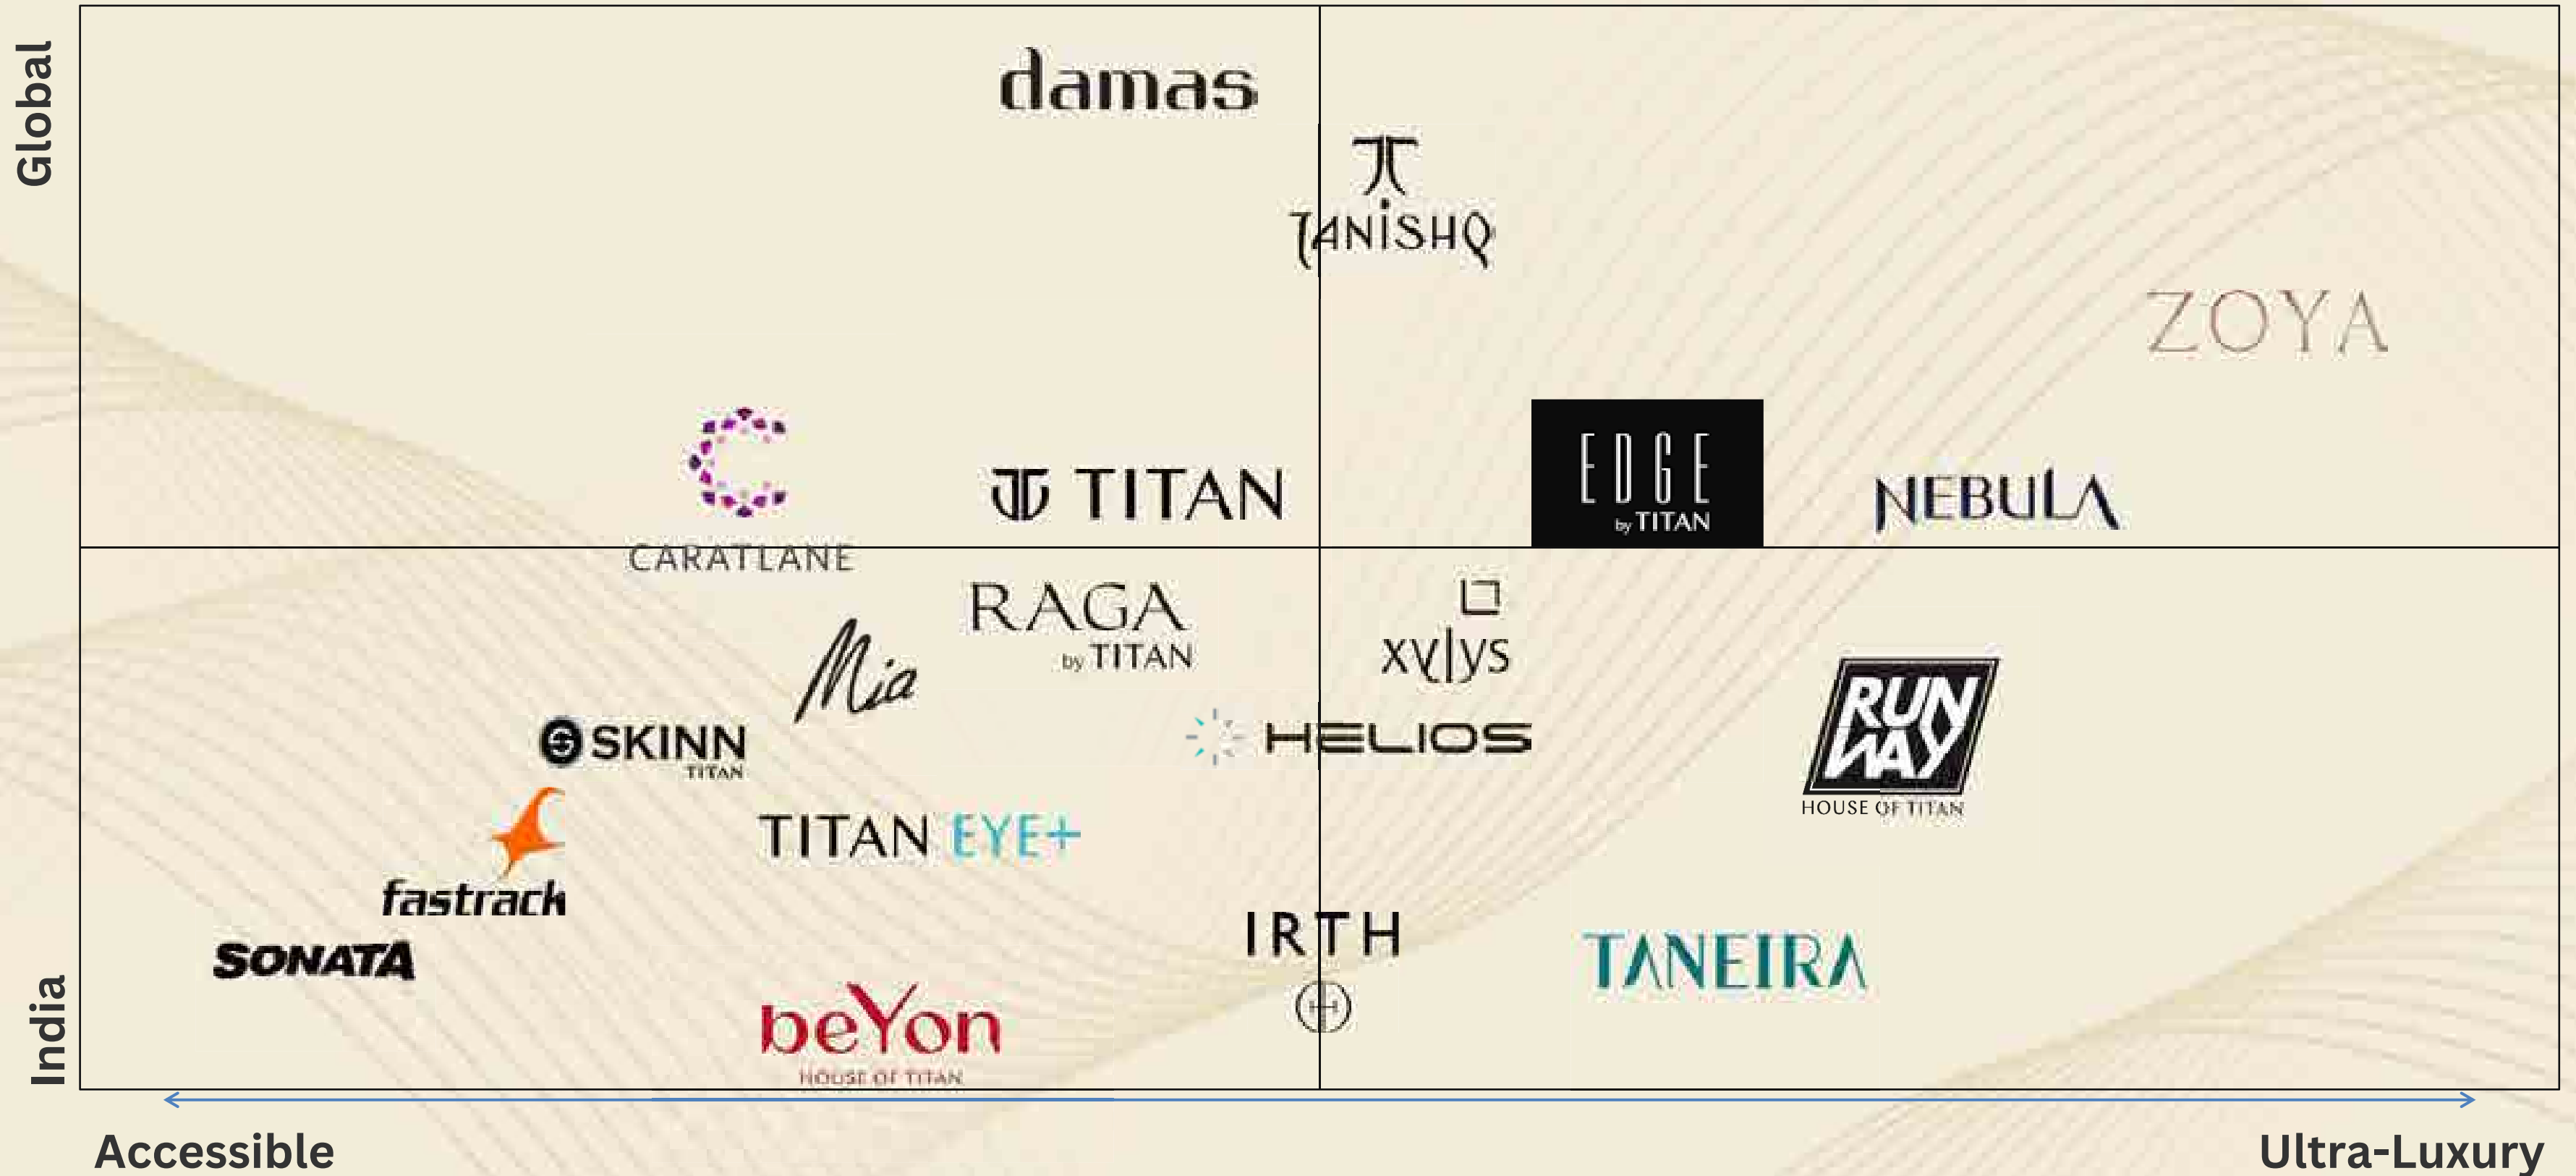 Global
damas
TANISHQ
ZOYA
CARATLANE
TITAN
EDGE
by TITAN
NEBULA
RAGA
by TITAN
Mia
xylys
SKINN
TITAN
HELIOS
RUN
WAY
HOUSE OF TITAN
fastrack
TITAN EYE+
SONATA
IRTH
TANEIRA
beYon
HOUSE OF TITAN
India
Accessible
Ultra-Luxury